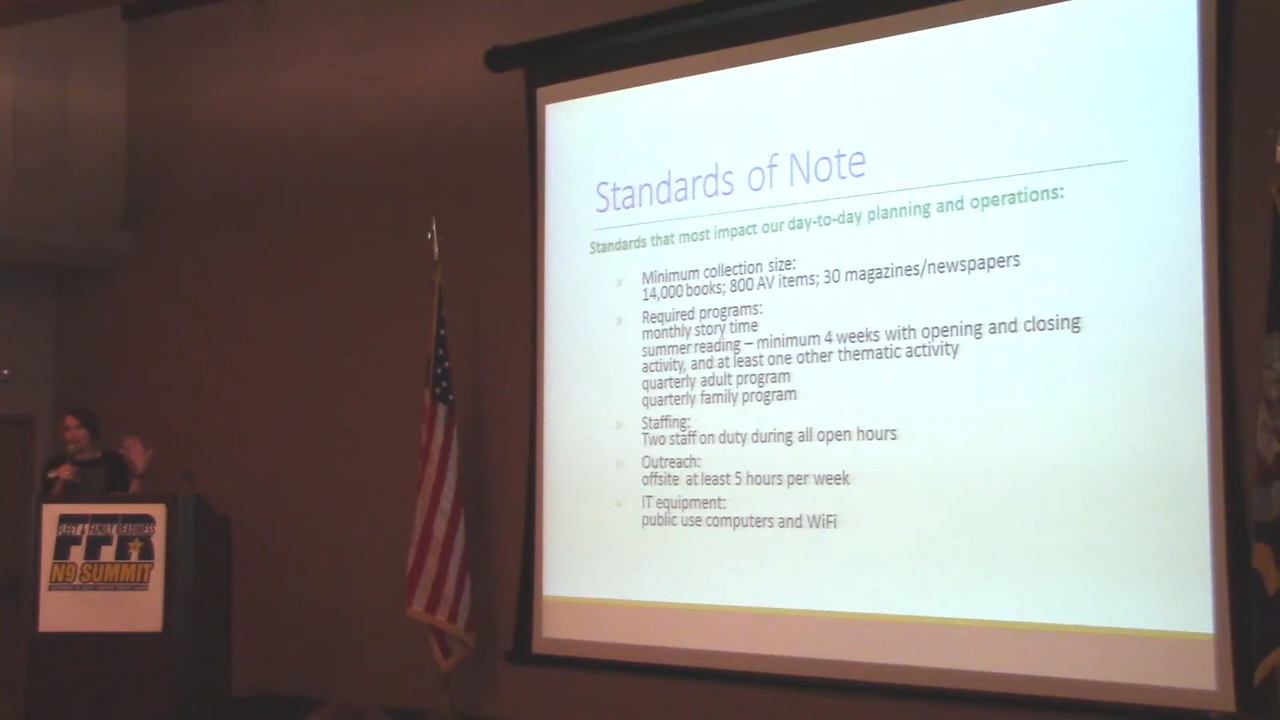 Standards of Note
Standards that most impact our day-to-day planning and operations:
Minimum collection size:
14,000 books; 800 AV items; 30 magazines/newspapers
Required programs:
monthly story time
summer reading – minimum 4 weeks with opening and closing
activity, and at least one other thematic activity
quarterly adult program
quarterly family program
Staffing:
Two staff on duty during all open hours
Outreach:
offsite at least 5 hours per week
IT equipment:
public use computers and WiFi
FLEET & FAMILY READINESS
FFR
N9 SUMMIT